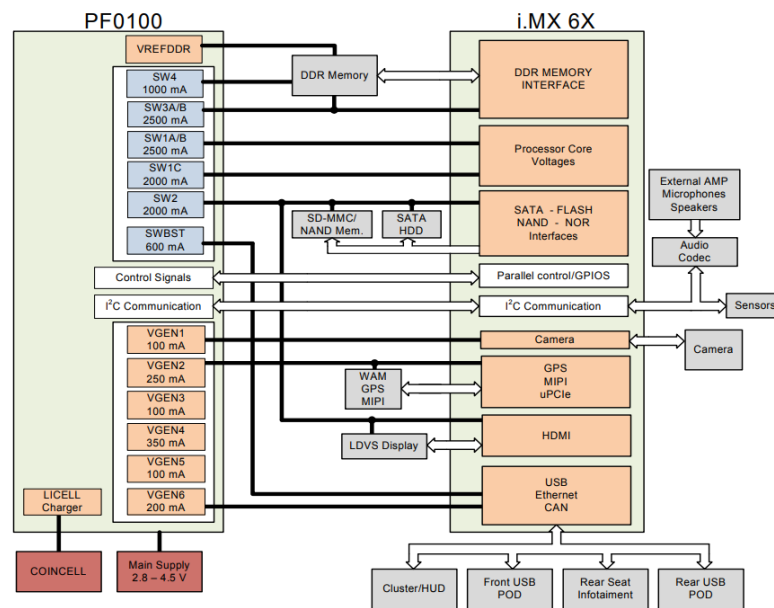 PF0100
i.MX 6X
VREFDDR
SW4
1000 mA
SW3A/B
2500 mA
SW1A/B
2500 mA
SW1C
2000 mA
SW2
2000 mA
SWBST
600 mA
Control Signals
I²C Communication
VGEN1
100 mA
VGEN2
250 mA
VGEN3
100 mA
VGEN4
350 mA
VGEN5
100 mA
VGEN6
200 mA
LICELL
Charger
COINCELL
Main Supply
2.8 – 4.5 V
DDR Memory
SD-MMC/
NAND Mem.
SATA
HDD
WAM
GPS
MIPI
LDVS Display
DDR MEMORY
INTERFACE
Processor Core
Voltages
SATA - FLASH
NAND - NOR
Interfaces
Parallel control/GPIOS
I²C Communication
Camera
GPS
MIPI
uPCIe
HDMI
USB
Ethernet
CAN
External AMP
Microphones
Speakers
Audio
Codec
Sensors
Camera
Cluster/HUD
Front USB
POD
Rear Seat
Infotaiment
Rear USB
POD